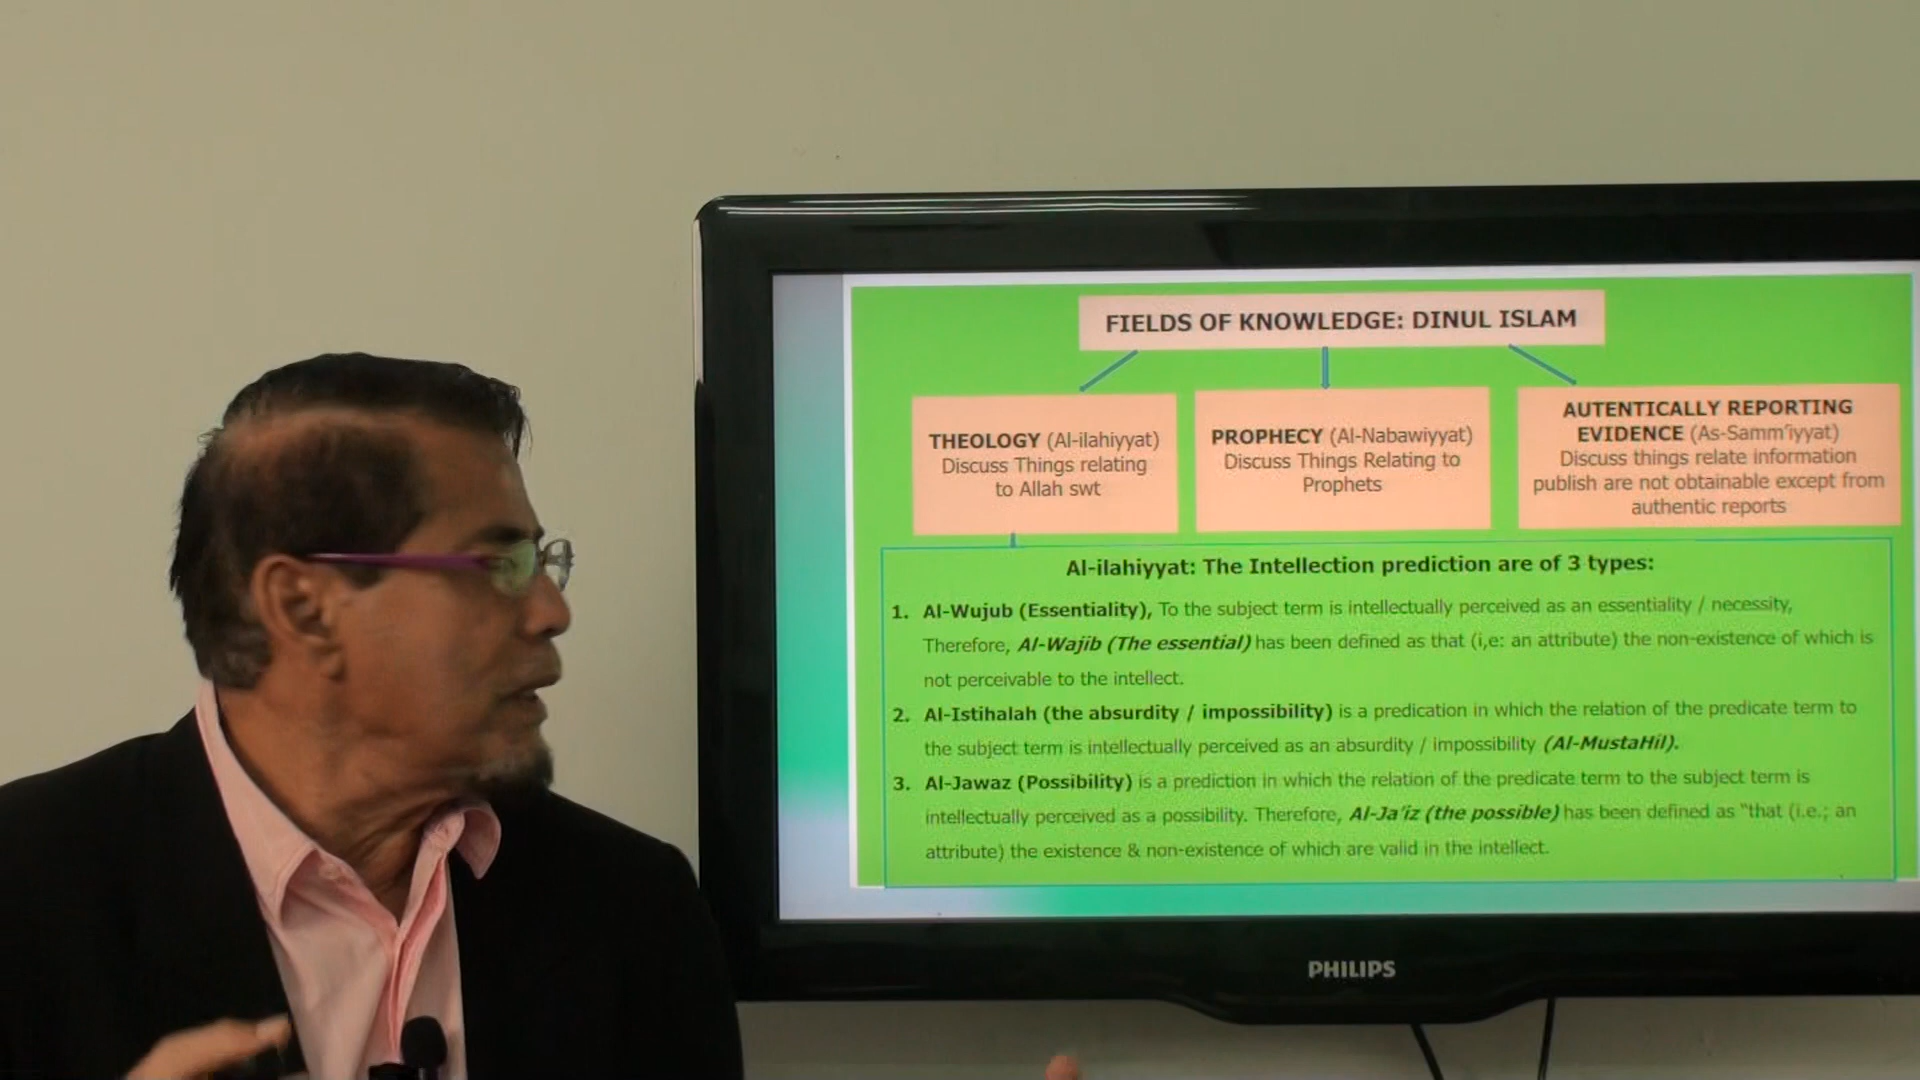 FIELDS OF KNOWLEDGE: DINUL ISLAM
THEOLOGY (Al-ilahiyyat)
Discuss Things relating
to Allah swt
PROPHECY (Al-Nabawiyyat)
Discuss Things Relating to
Prophets
AUTENTICALLY REPORTING
EVIDENCE (As-Samm'iyyat)
Discuss things relate information
publish are not obtainable except from
authentic reports
Al-ilahiyyat: The Intellection prediction are of 3 types:
1. Al-Wujub (Essentiality), To the subject term is intellectually perceived as an essentiality / necessity,
Therefore, Al-Wajib (The essential) has been defined as that (i,e: an attribute) the non-existence of which is
not perceivable to the intellect.
2. Al-Istihalah (the absurdity / impossibility) is a predication in which the relation of the predicate term to
the subject term is intellectually perceived as an absurdity / impossibility (Al-MustaHil).
3. Al-Jawaz (Possibility) is a prediction in which the relation of the predicate term to the subject term is
intellectually perceived as a possibility. Therefore, Al-Ja'iz (the possible) has been defined as "that (i.e.; an
attribute) the existence & non-existence of which are valid in the intellect.
PHILIPS